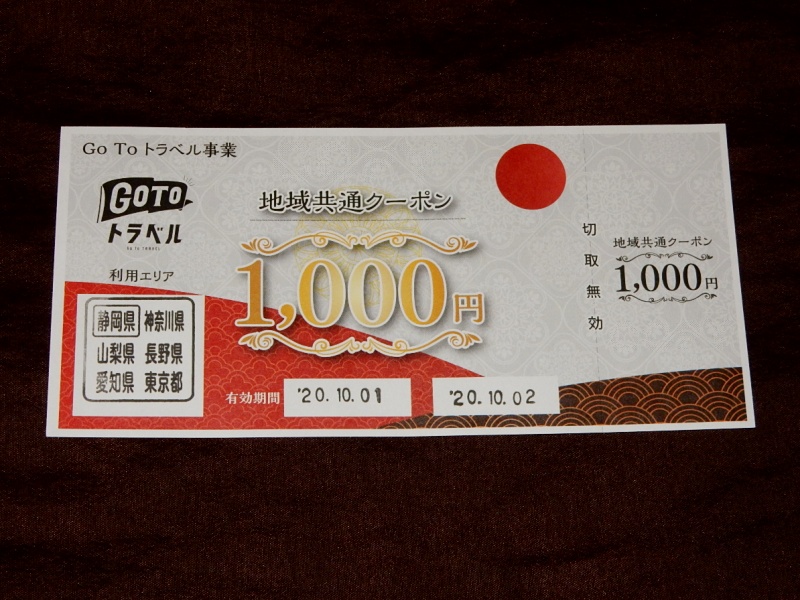 Go To トラベル事業
GOTO
トラベル
GO TO TRAVEL
利用エリア
静岡県 神奈川県
山梨県 長野県
愛知県 東京都
地域共通クーポン
1,000円
有効期間 '20.10.01 '20.10.02
切取無効
地域共通クーポン
1,000円